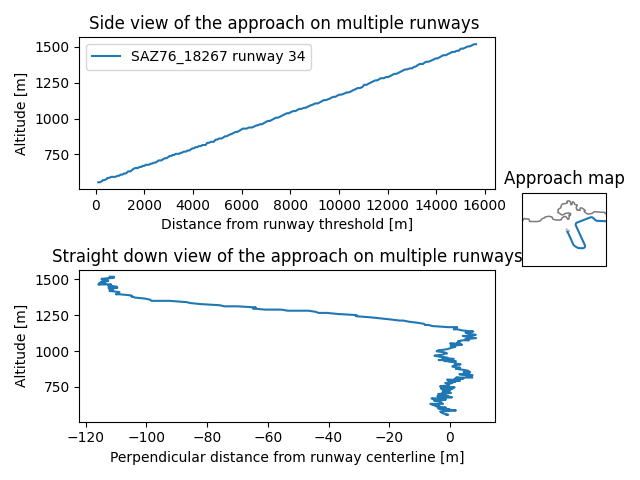 Side view of the approach on multiple runways
SAZ76_18267 runway 34
Altitude [m]
1500
1250
1000
750
0 2000 4000 6000 8000 10000 12000 14000 16000
Distance from runway threshold [m]
Approach map
Straight down view of the approach on multiple runways
Altitude [m]
1500
1250
1000
750
−120 −100 −80 −60 −40 −20 0
Perpendicular distance from runway centerline [m]